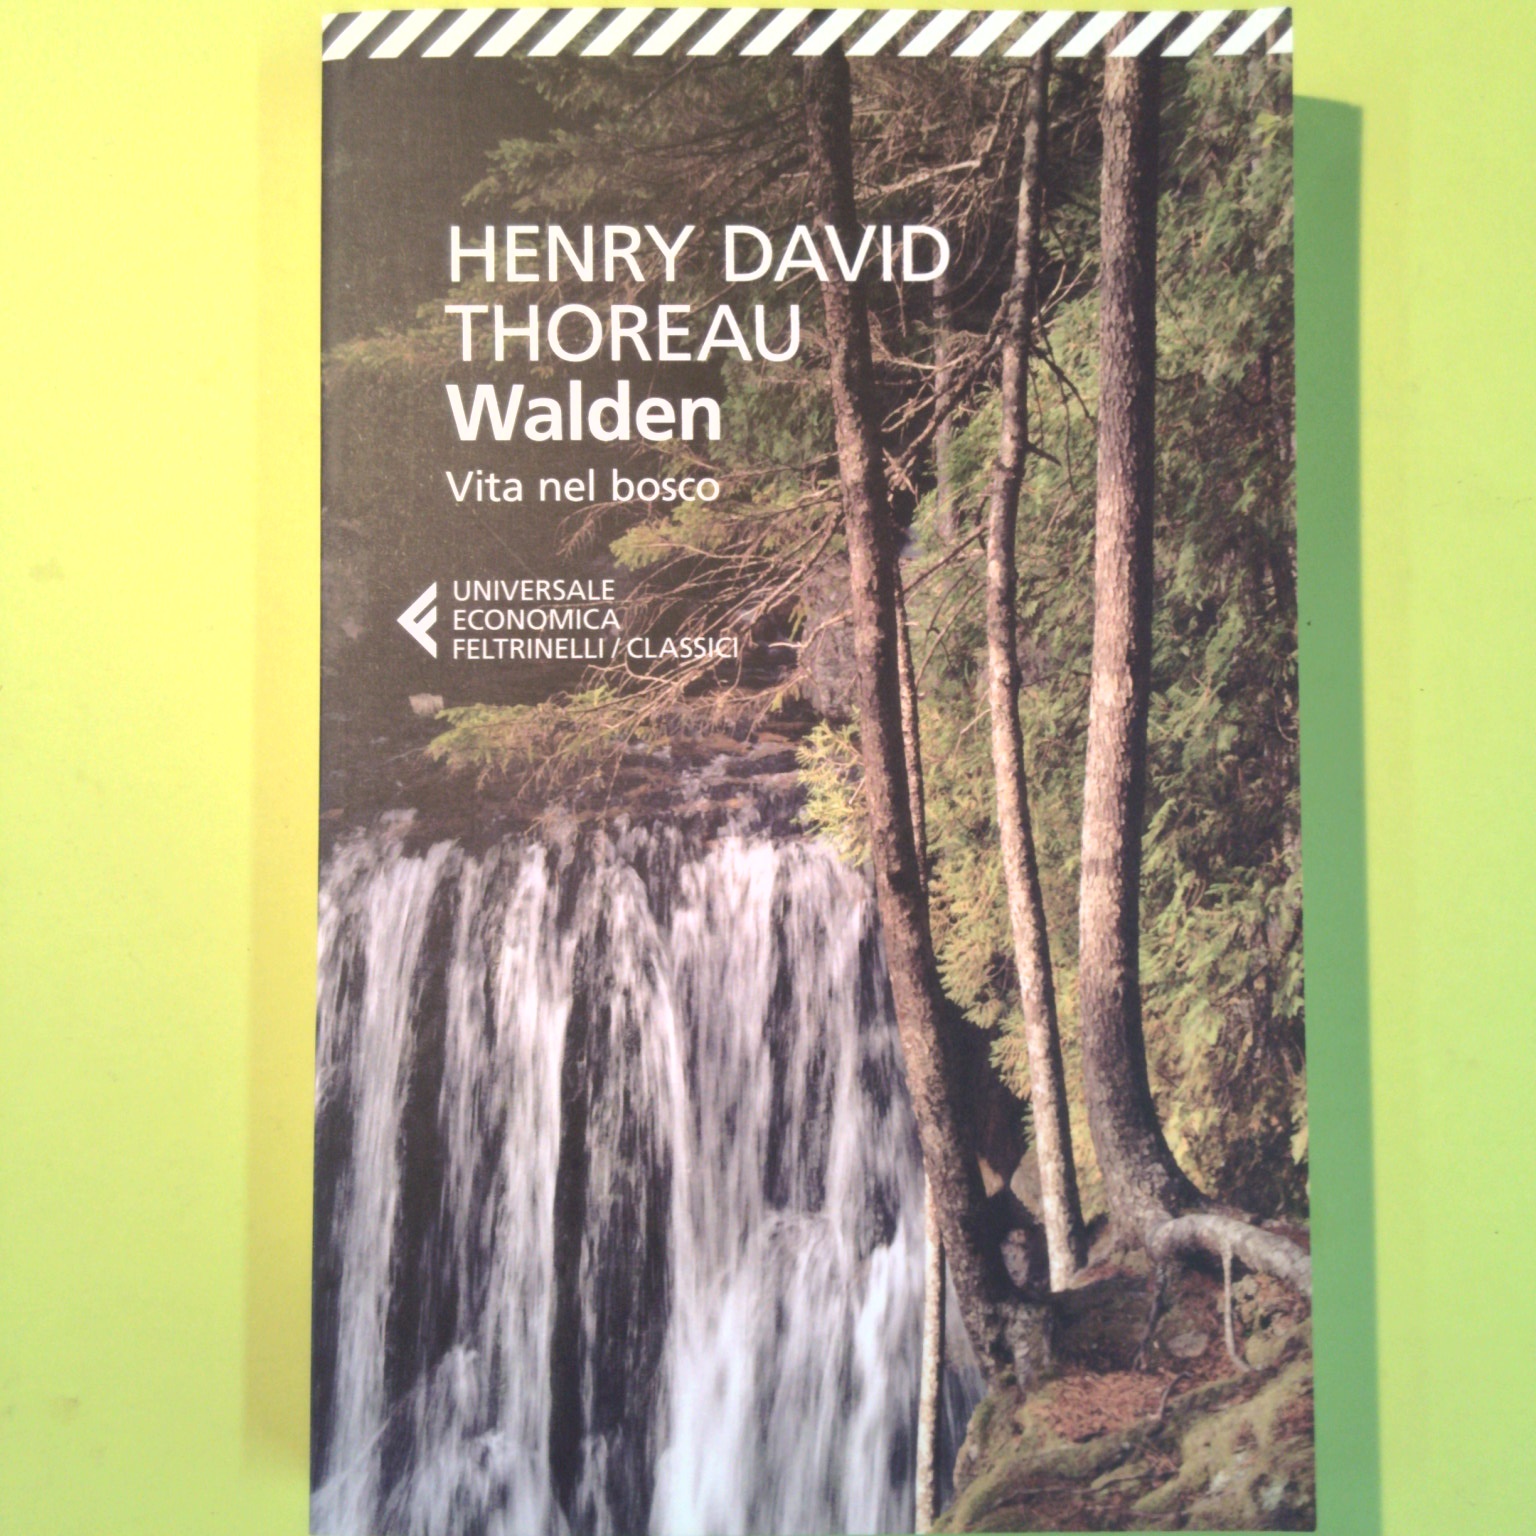 HENRY DAVID
THOREAU
Walden
Vita nel bosco
UNIVERSALE
ECONOMICA
FELTRINELLI / CLASSICI